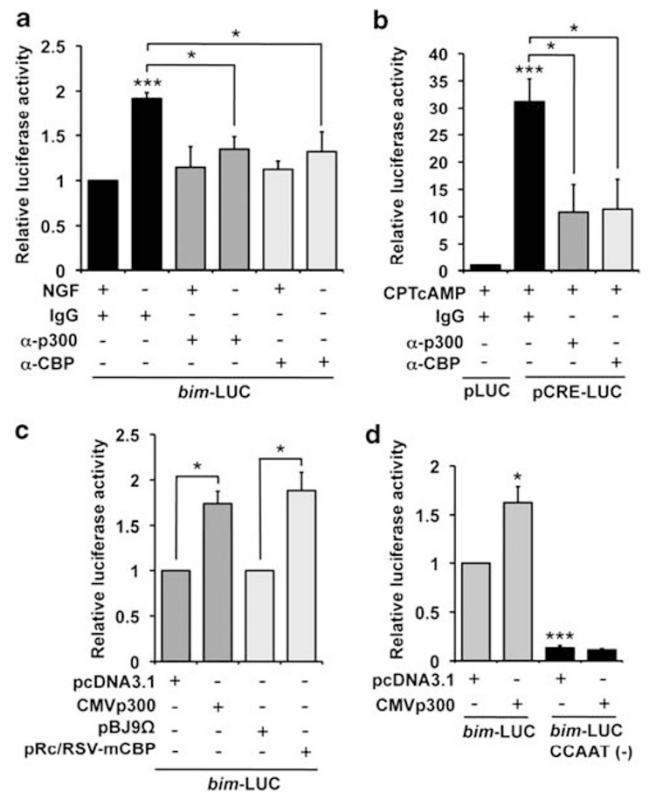 a
Relative luciferase activity
2.5
2
1.5
1
0.5
0
***
*
*
NGF + - + - + -
IgG + + - - - -
α-p300 - - + + - -
α-CBP - - - - + +
bim-LUC
b
Relative luciferase activity
40
35
30
25
20
15
10
5
0
***
*
*
CPTcAMP + + + +
IgG + + - -
α-p300 - - + -
α-CBP - - - +
pLUC pCRE-LUC
c
Relative luciferase activity
2.5
2
1.5
1
0.5
0
*
*
pcDNA3.1 + - - -
CMVp300 - + - -
pBJ9Ω - - + -
pRc/RSV-mCBP - - - +
bim-LUC
d
Relative luciferase activity
2
1.5
1
0.5
0
*
***
pcDNA3.1 + - + -
CMVp300 - + - +
bim-LUC bim-LUC
CCAAT (-)